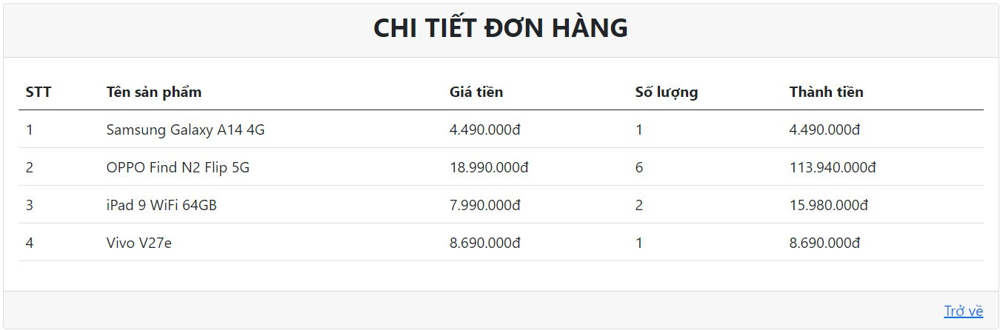 CHI TIẾT ĐƠN HÀNG
STT Tên sản phẩm Giá tiền Số lượng Thành tiền
1 Samsung Galaxy A14 4G 4.490.000đ 1 4.490.000đ
2 OPPO Find N2 Flip 5G 18.990.000đ 6 113.940.000đ
3 iPad 9 WiFi 64GB 7.990.000đ 2 15.980.000đ
4 Vivo V27e 8.690.000đ 1 8.690.000đ
Trở về